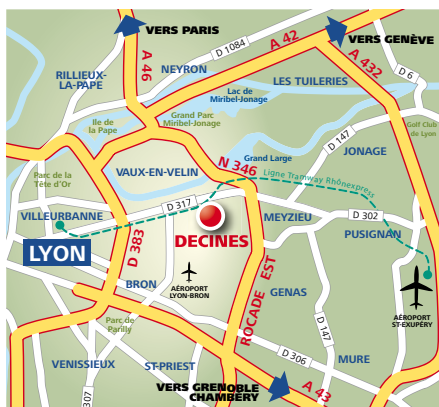 VERS PARIS
A 46
D 1084
A 42
VERS GENÈVE
A 432
D 6
RILLIEUX-
LA-PAPE
NEYRON
LES TUILERIES
Lac de
Miribel-Jonage
Ile de
la Pape
Grand Parc
Miribel-Jonage
Golf Club
de Lyon
D 147
JONAGE
Parc de la
Tête d'Or
VAUX-EN-VELIN
N 346
Grand Large
Ligne Tramway Rhônexpress
VILLEURBANNE
D 317
MEYZIEU
D 302
PUSIGNAN
LYON
D 383
DECINES
BRON
AÉROPORT
LYON-BRON
ROCADE EST
GENAS
AÉROPORT
ST-EXUPÉRY
Parc de
Parilly
D 147
D 306
VENISSIEUX
ST-PRIEST
MURE
VERS GRENOBLE
CHAMBERY
A 43
307